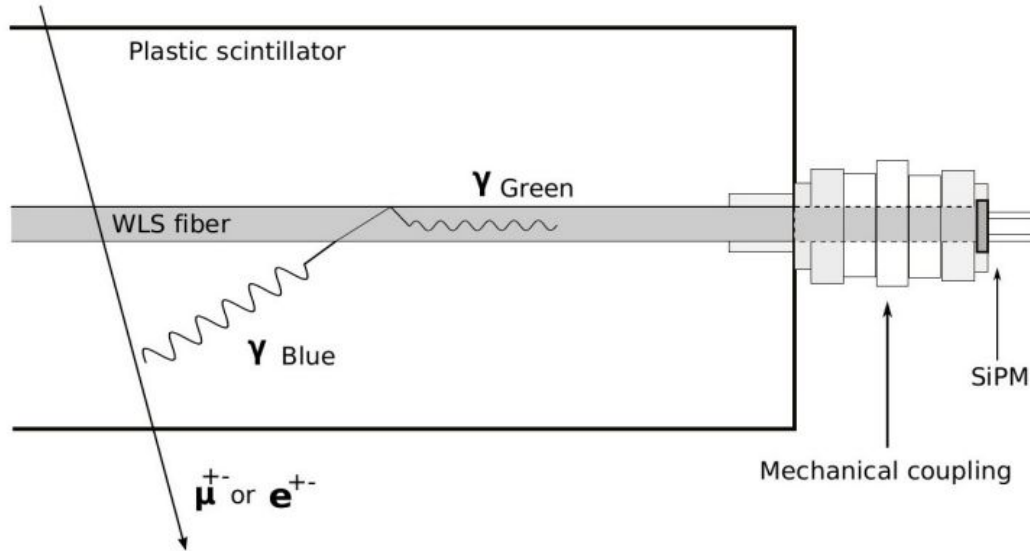 Plastic scintillator
γ Green
WLS fiber
γ Blue
SiPM
Mechanical coupling
μ+- or e+-